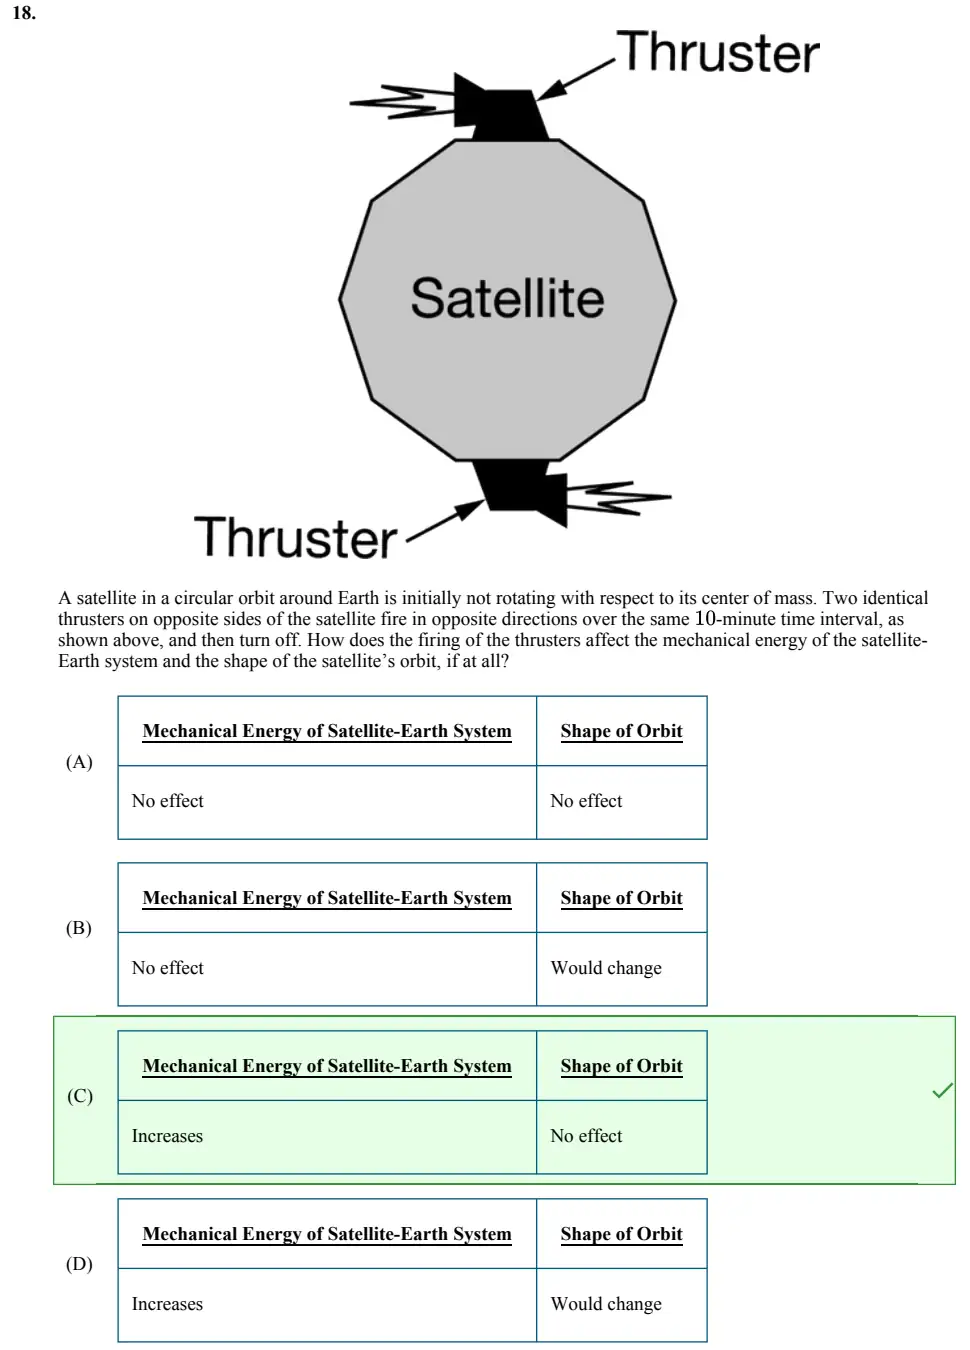 18.
Thruster
Satellite
Thruster
A satellite in a circular orbit around Earth is initially not rotating with respect to its center of mass. Two identical
thrusters on opposite sides of the satellite fire in opposite directions over the same 10-minute time interval, as
shown above, and then turn off. How does the firing of the thrusters affect the mechanical energy of the satellite-
Earth system and the shape of the satellite’s orbit, if at all?
(A)
Mechanical Energy of Satellite-Earth System Shape of Orbit
No effect No effect
(B)
Mechanical Energy of Satellite-Earth System Shape of Orbit
No effect Would change
(C)
Mechanical Energy of Satellite-Earth System Shape of Orbit
Increases No effect
(D)
Mechanical Energy of Satellite-Earth System Shape of Orbit
Increases Would change